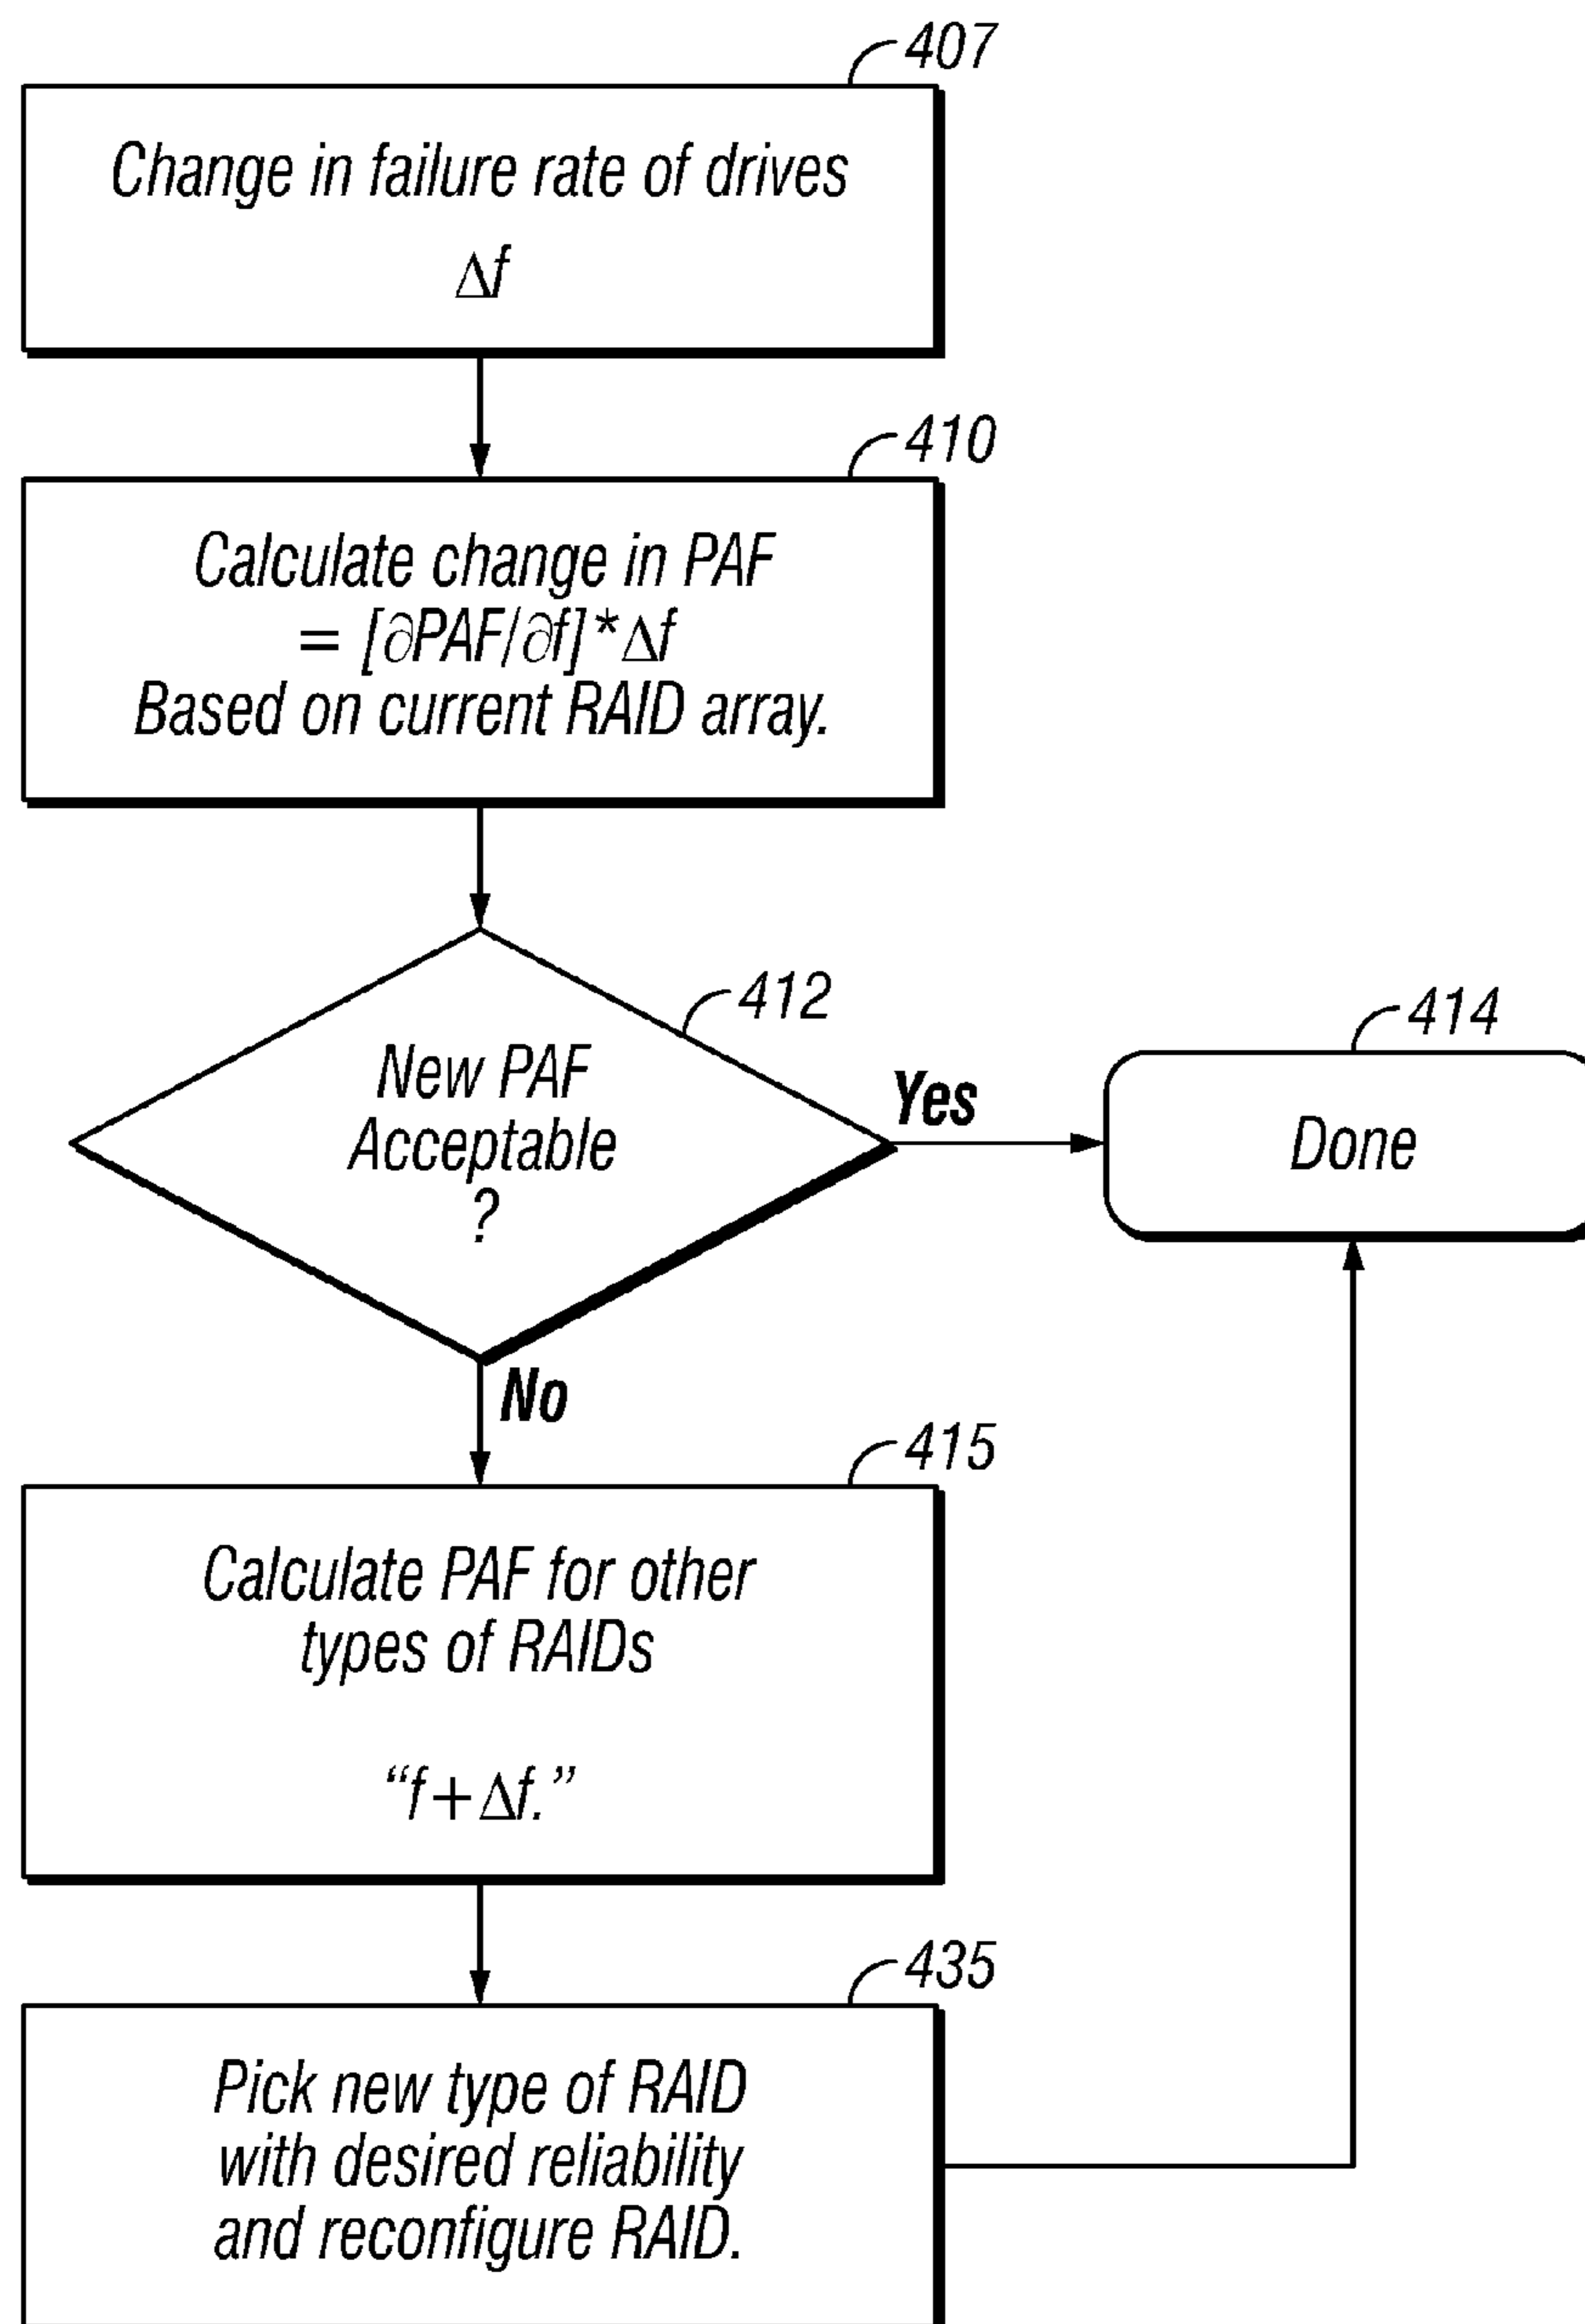 407
Change in failure rate of drives
Δf
410
Calculate change in PAF
= [∂PAF/∂f]*Δf
Based on current RAID array.
412
New PAF
Acceptable
?
Yes
414
Done
No
415
Calculate PAF for other
types of RAIDs
“f+Δf.”
435
Pick new type of RAID
with desired reliability
and reconfigure RAID.